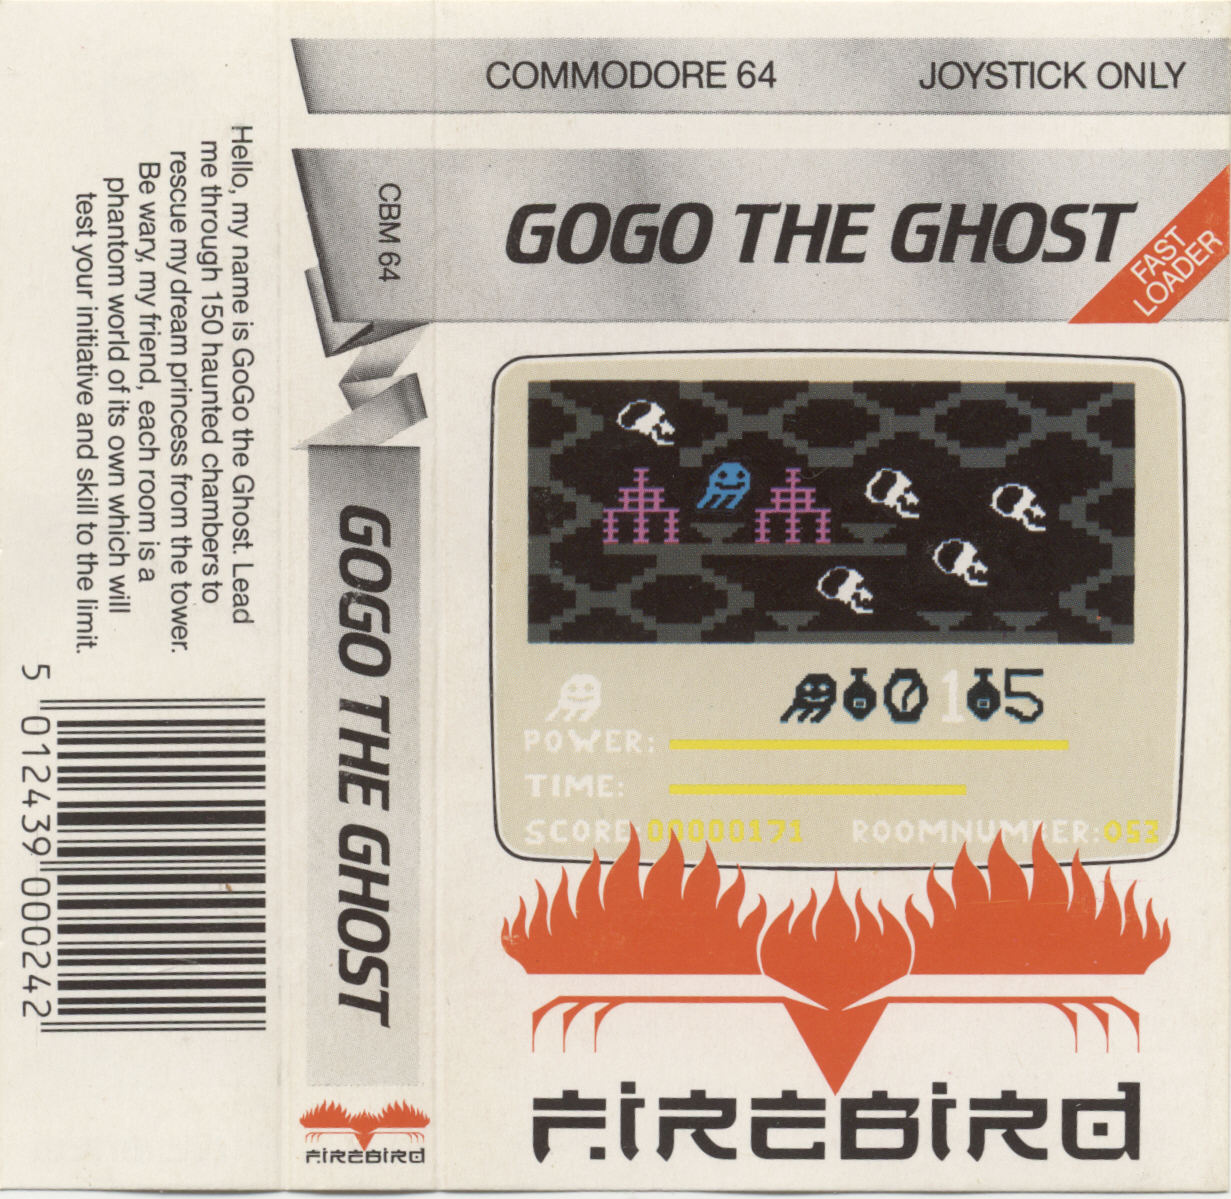 Hello, my name is GoGo the Ghost. Lead
me through 150 haunted chambers to
rescue my dream princess from the tower.
Be wary, my friend, each room is a
phantom world of its own which will
test your initiative and skill to the limit.
5 012439 000242
CBM 64
GOGO THE GHOST
FIREBIRD
COMMODORE 64 JOYSTICK ONLY
GOGO THE GHOST
FAST
LOADER
1 5
POWER:
TIME:
SCORE:00000171 ROOMNUMBER:053
FIREBIRD